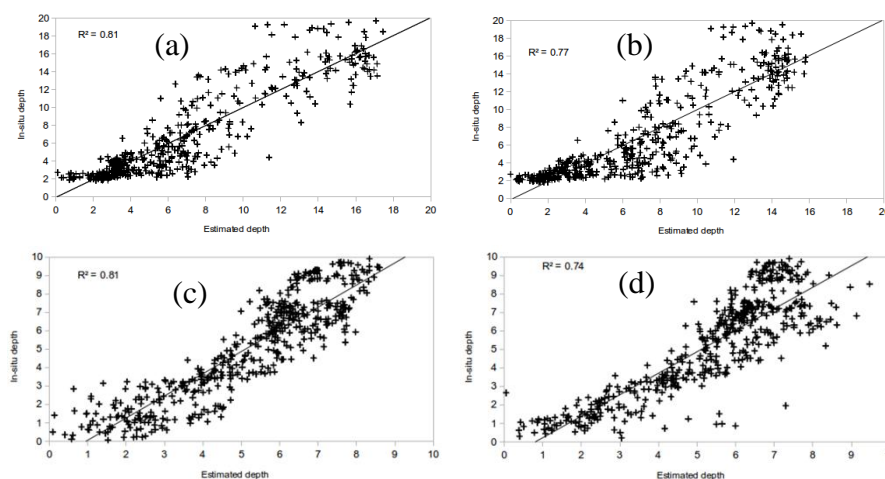 R² = 0.81
(a)
In-situ depth
20
18
16
14
12
10
8
6
4
2
0
0 2 4 6 8 10 12 14 16 18 20
Estimated depth
R² = 0.77
(b)
In-situ depth
20
18
16
14
12
10
8
6
4
2
0
0 2 4 6 8 10 12 14 16 18 20
Estimated depth
R² = 0.81
(c)
In-situ depth
10
9
8
7
6
5
4
3
2
1
0
0 1 2 3 4 5 6 7 8 9 10
Estimated depth
R² = 0.74
(d)
In-situ depth
10
9
8
7
6
5
4
3
2
1
0
0 1 2 3 4 5 6 7 8 9
Estimated depth